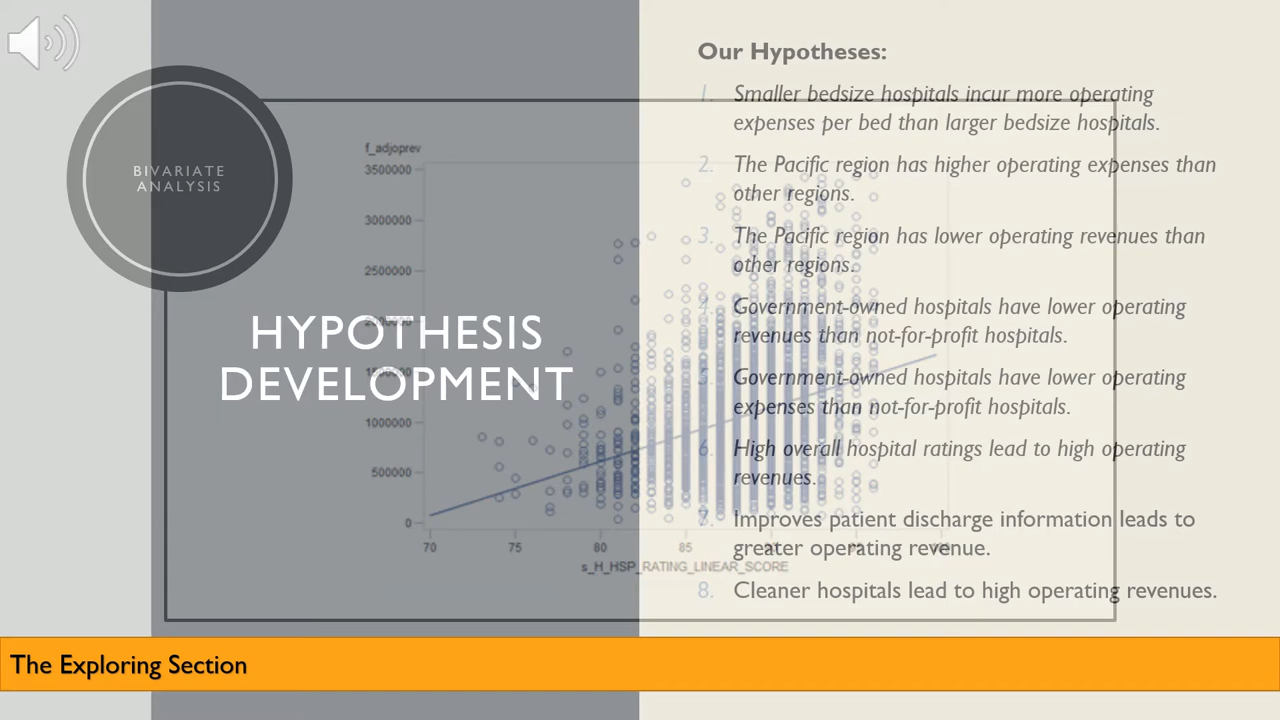 BIVARIATE
ANALYSIS
HYPOTHESIS
DEVELOPMENT
f_adjoprev
3500000
3000000
2500000
1000000
500000
0
70
75
80
85
s_H_HSP_RATING_LINEAR_SCORE
Our Hypotheses:
1. Smaller bedsize hospitals incur more operating
expenses per bed than larger bedsize hospitals.
2. The Pacific region has higher operating expenses than
other regions.
3. The Pacific region has lower operating revenues than
other regions.
4. Government-owned hospitals have lower operating
revenues than not-for-profit hospitals.
5. Government-owned hospitals have lower operating
expenses than not-for-profit hospitals.
6. High overall hospital ratings lead to high operating
revenues.
7. Improves patient discharge information leads to
greater operating revenue.
8. Cleaner hospitals lead to high operating revenues.
The Exploring Section